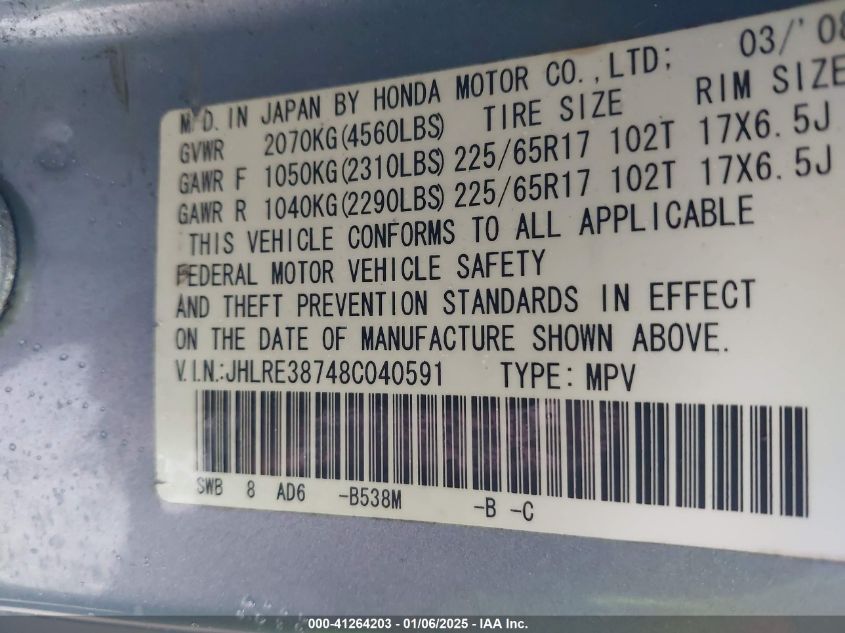 MFD. IN JAPAN BY HONDA MOTOR CO.,LTD; 03/'08
GVWR 2070KG(4560LBS) TIRE SIZE RIM SIZE
GAWR F 1050KG(2310LBS) 225/65R17 102T 17X6.5J
GAWR R 1040KG(2290LBS) 225/65R17 102T 17X6.5J
THIS VEHICLE CONFORMS TO ALL APPLICABLE
FEDERAL MOTOR VEHICLE SAFETY
AND THEFT PREVENTION STANDARDS IN EFFECT
ON THE DATE OF MANUFACTURE SHOWN ABOVE.
V.I.N.:JHLRE38748C040591 TYPE: MPV
SWB 8 AD6 -B538M -B -C
000-41264203 - 01/06/2025 - IAA Inc.